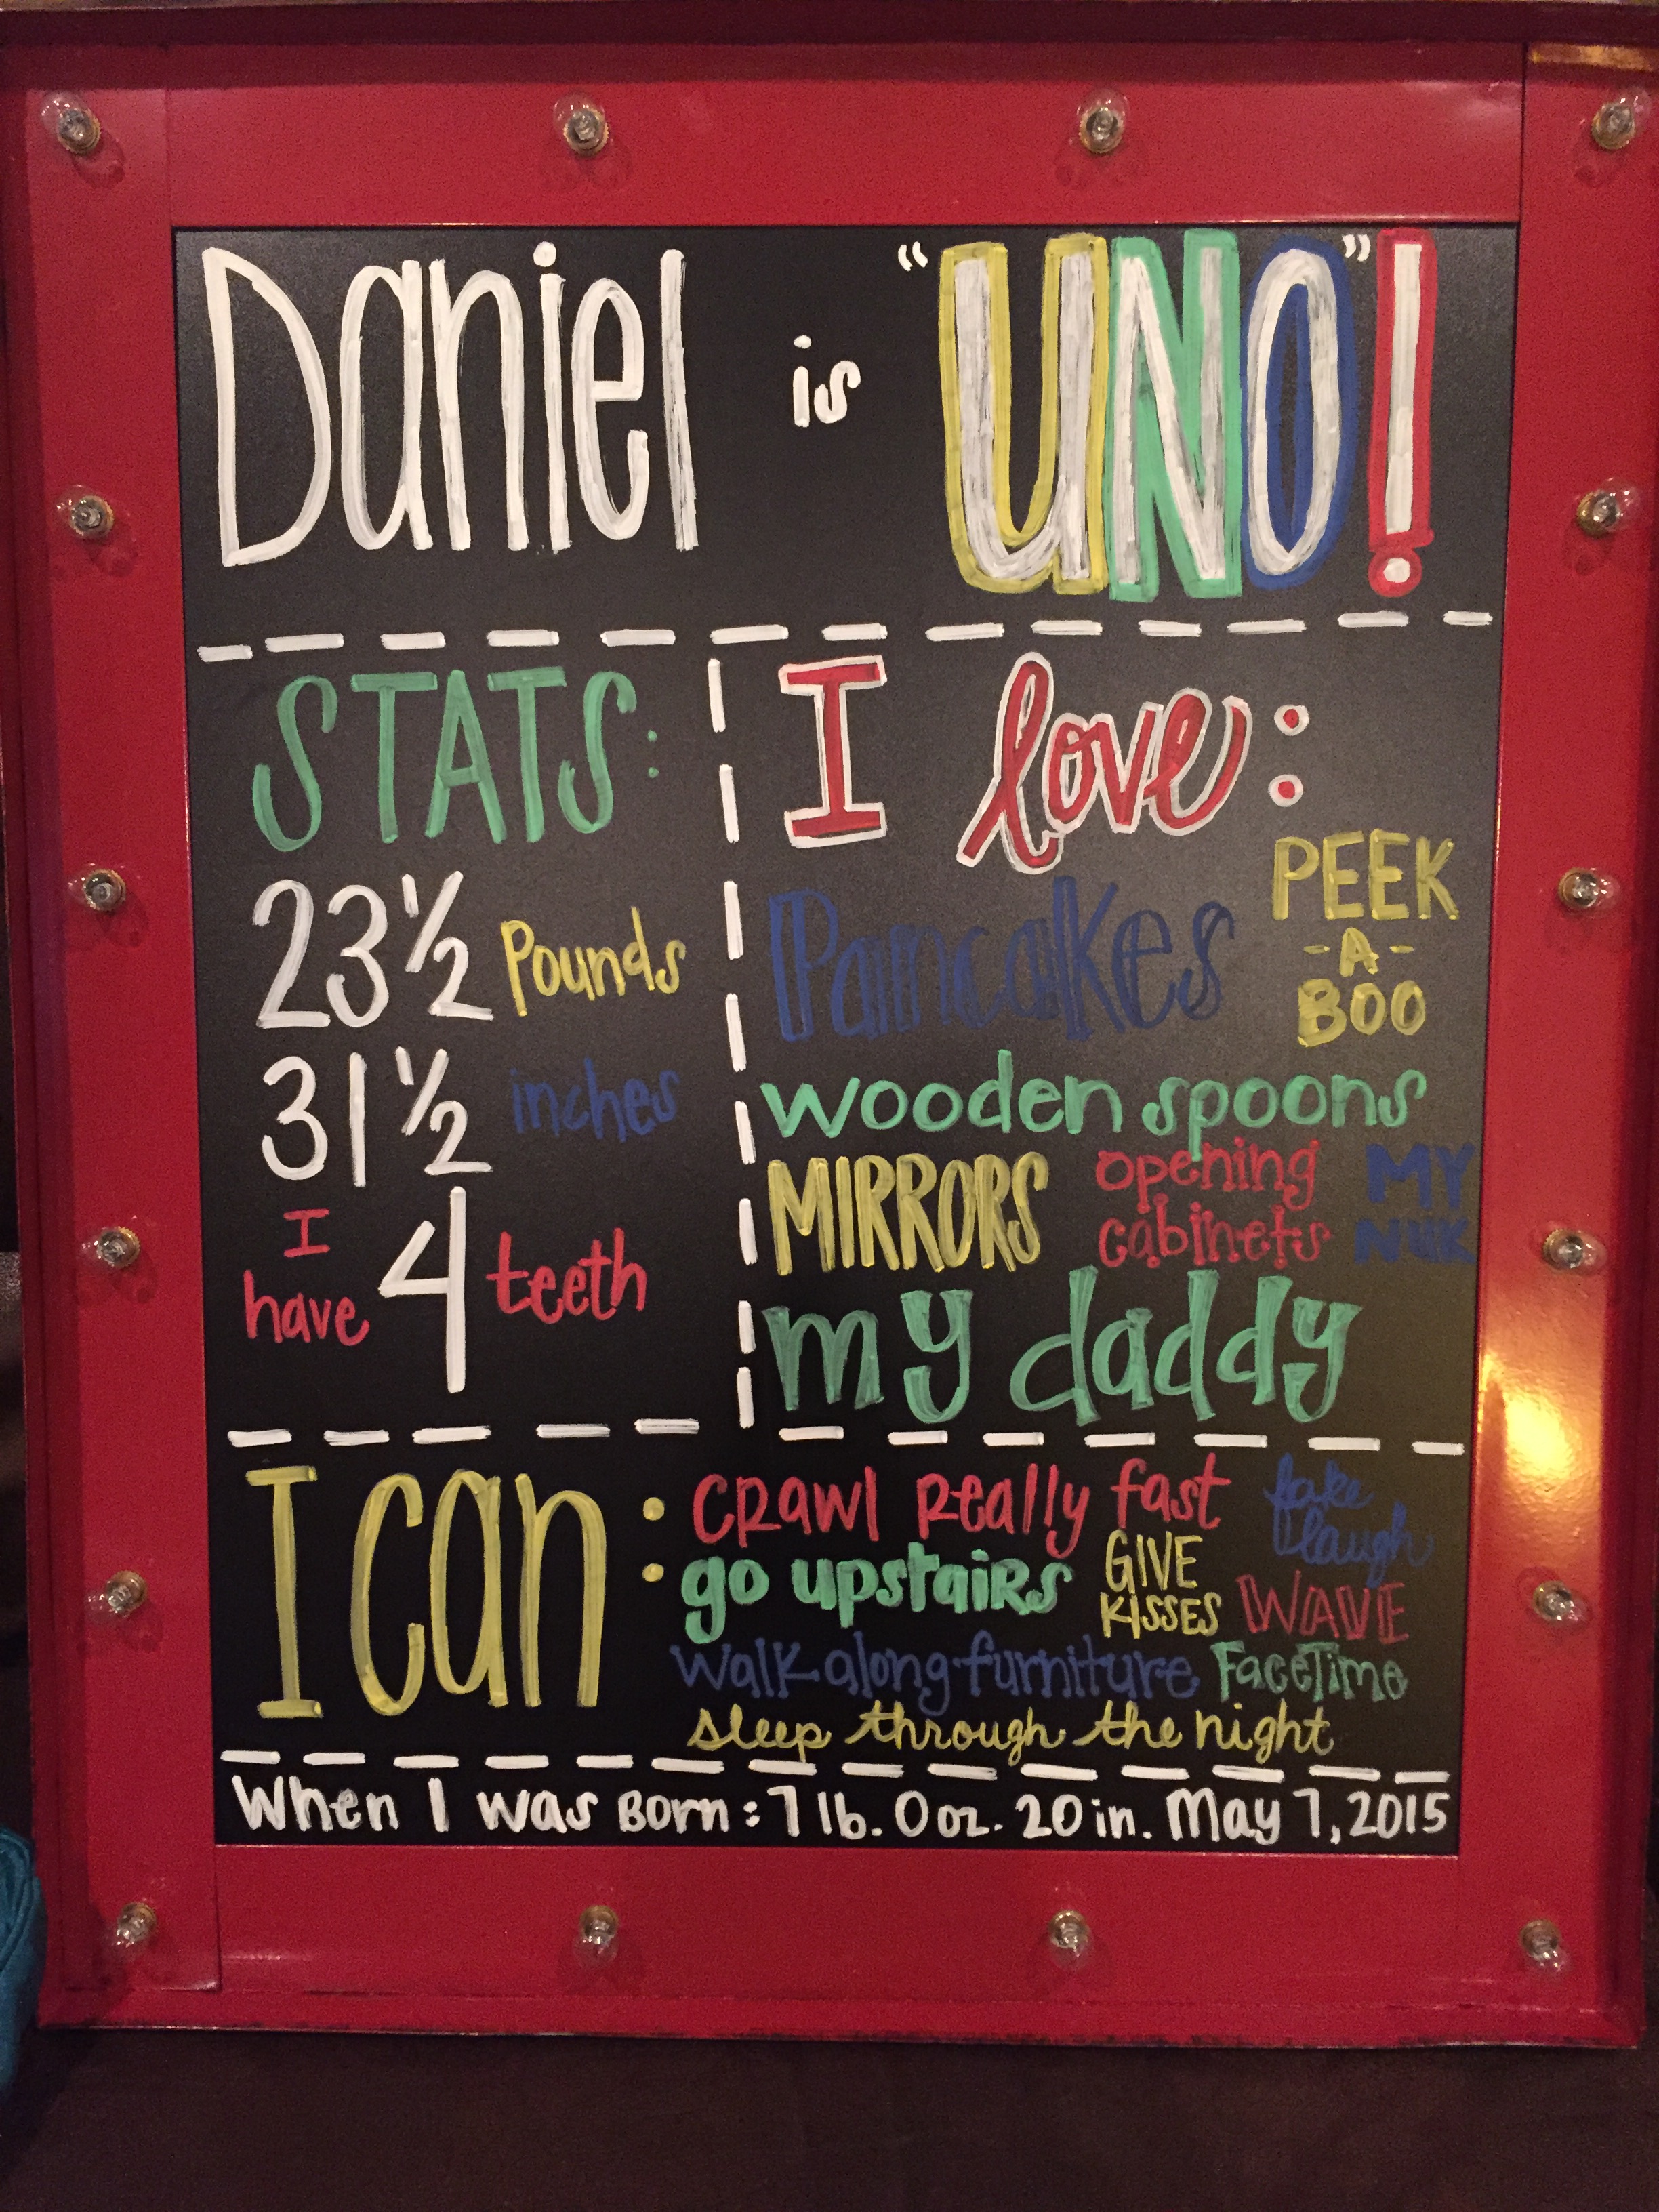 Daniel is "UNO"!
STATS:
23½ Pounds
31½ inches
I have 4 teeth
I love:
Pancakes
PEEK
-A-
BOO
wooden spoons
MIRRORS
opening
cabinets
MY
NUK
my daddy
I can:
crawl really fast
fake
laugh
go upstairs
GIVE
KISSES
WAVE
walk along furniture
FaceTime
sleep through the night
When I was Born: 7 lb. 0 oz. 20 in. May 7, 2015